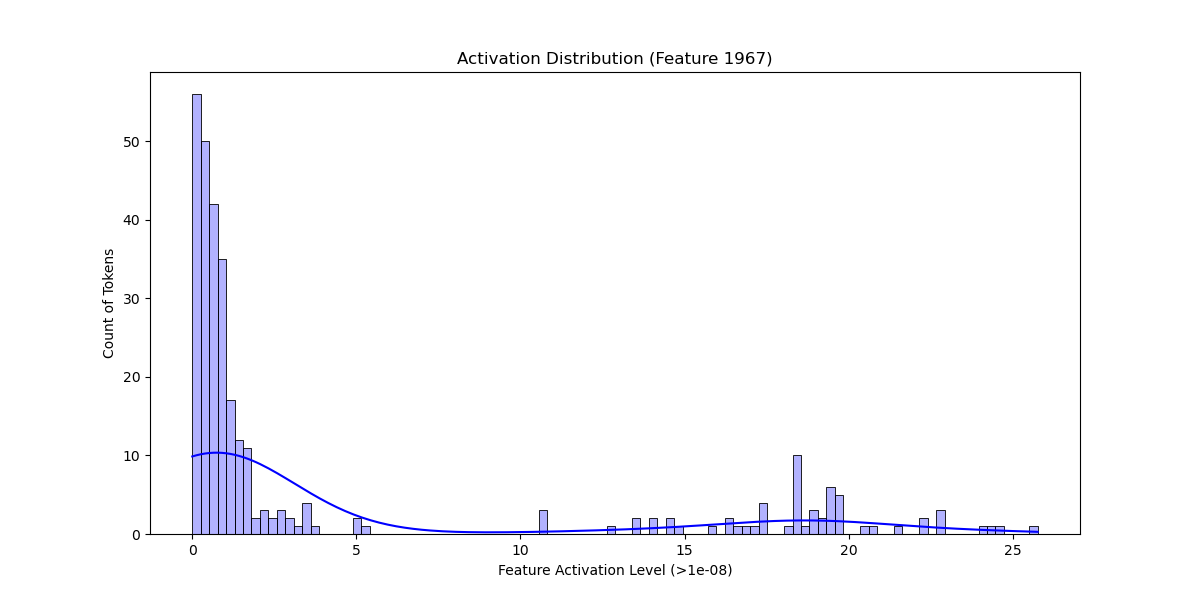 Activation Distribution (Feature 1967)
50
40
30
20
10
0
Count of Tokens
0 5 10 15 20 25
Feature Activation Level (>1e-08)